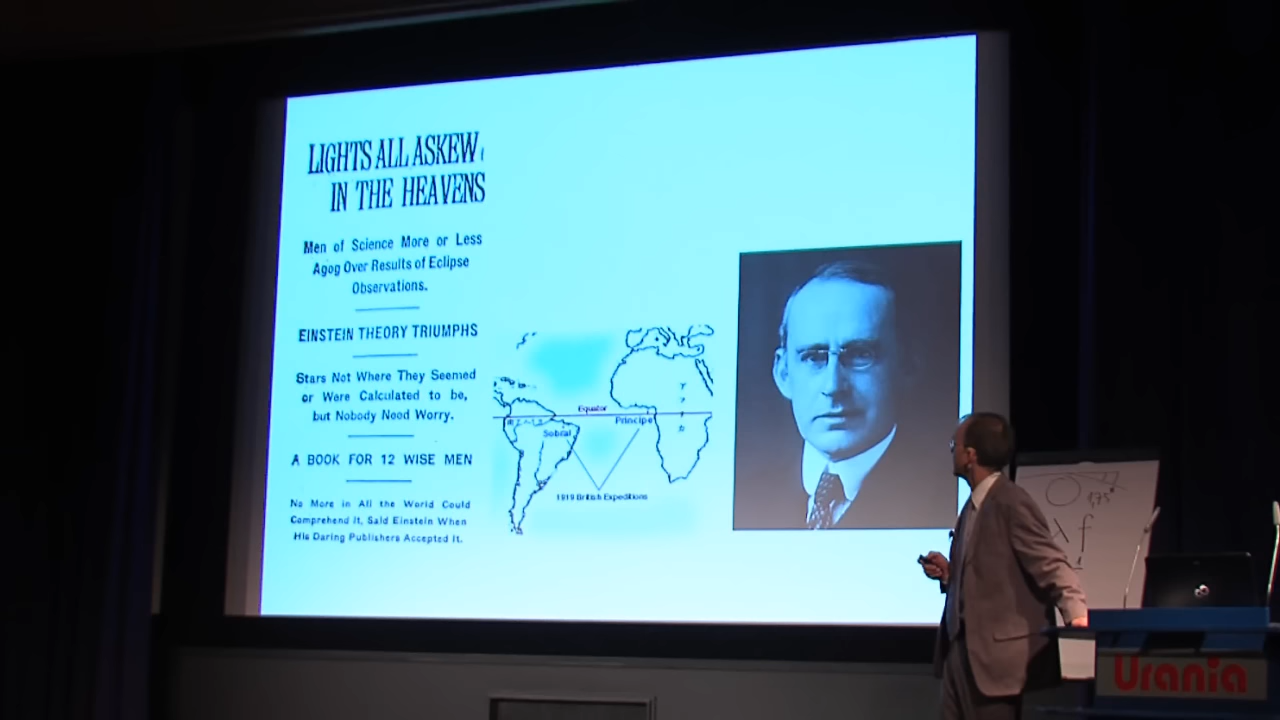 LIGHTS ALL ASKEW
IN THE HEAVENS
Men of Science More or Less
Agog Over Results of Eclipse
Observations.
EINSTEIN THEORY TRIUMPHS
Stars Not Where They Seemed
or Were Calculated to be,
but Nobody Need Worry.
A BOOK FOR 12 WISE MEN
No More in All the World Could
Comprehend It, Said Einstein When
His Daring Publishers Accepted It.
Equator
Principe
Sobral
1919 British Expeditions
1,75"
λ f
Urania